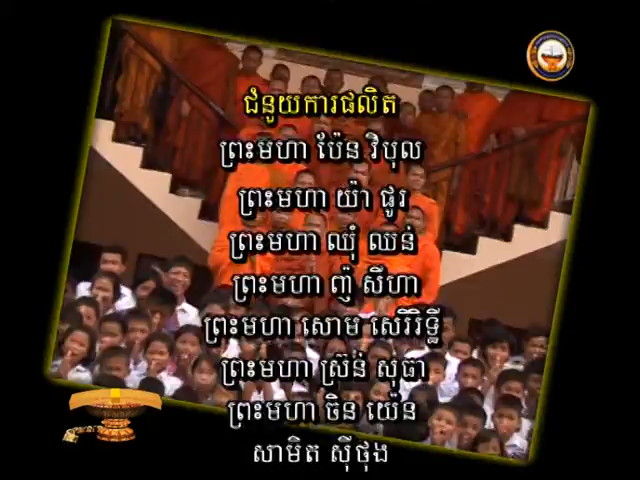 ជំនួយការផលិត
ព្រះមហា ប៉ែន វិបុល
ព្រះមហា យ៉ា ផូរ
ព្រះមហា ឈុំ ឈន់
ព្រះមហា ញ៉ សីហា
ព្រះមហា សោម សេរីរិទ្ឋី
ព្រះមហា ស្រ៊ន់ សុធា
ព្រះមហា ចិន យ៉េន
សាមិត ស៊ីថុង